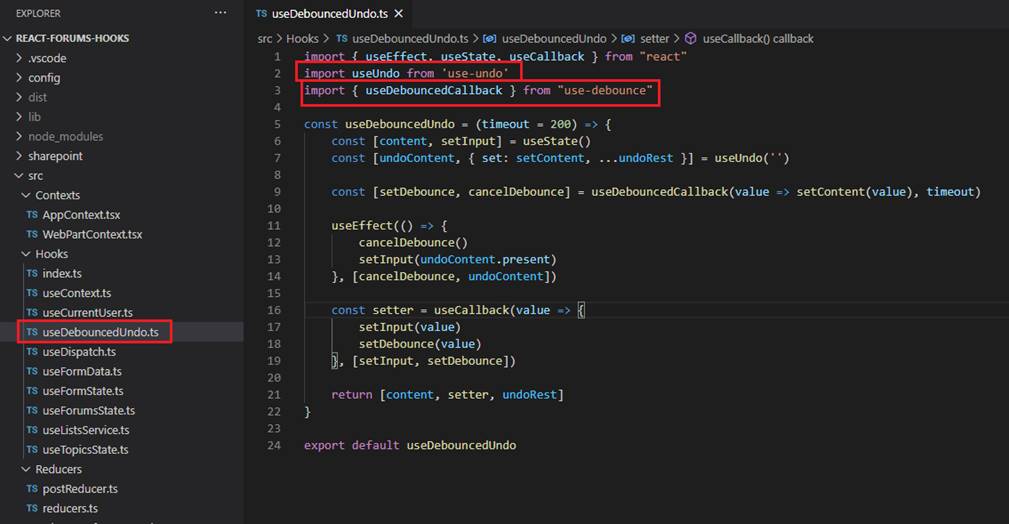 EXPLORER
...
REACT-FORUMS-HOOKS
.vscode
config
dist
lib
node_modules
sharepoint
src
Contexts
TS AppContext.tsx
TS WebPartContext.tsx
Hooks
TS index.ts
TS useContext.ts
TS useCurrentUser.ts
TS useDebouncedUndo.ts
TS useDispatch.ts
TS useFormData.ts
TS useFormState.ts
TS useForumsState.ts
TS useListsService.ts
TS useTopicsState.ts
Reducers
TS postReducer.ts
TS reducers.ts
TS useDebouncedUndo.ts ×
src > Hooks > TS useDebouncedUndo.ts > useDebouncedUndo > setter > useCallback() callback
1 import { useEffect, useState, useCallback } from "react"
2 import useUndo from 'use-undo'
3 import { useDebouncedCallback } from "use-debounce"
4
5 const useDebouncedUndo = (timeout = 200) => {
6 const [content, setInput] = useState()
7 const [undoContent, { set: setContent, ...undoRest }] = useUndo('')
8
9 const [setDebounce, cancelDebounce] = useDebouncedCallback(value => setContent(value), timeout)
10
11 useEffect(() => {
12 cancelDebounce()
13 setInput(undoContent.present)
14 }, [cancelDebounce, undoContent])
15
16 const setter = useCallback(value => {
17 setInput(value)
18 setDebounce(value)
19 }, [setInput, setDebounce])
20
21 return [content, setter, undoRest]
22 }
23
24 export default useDebouncedUndo